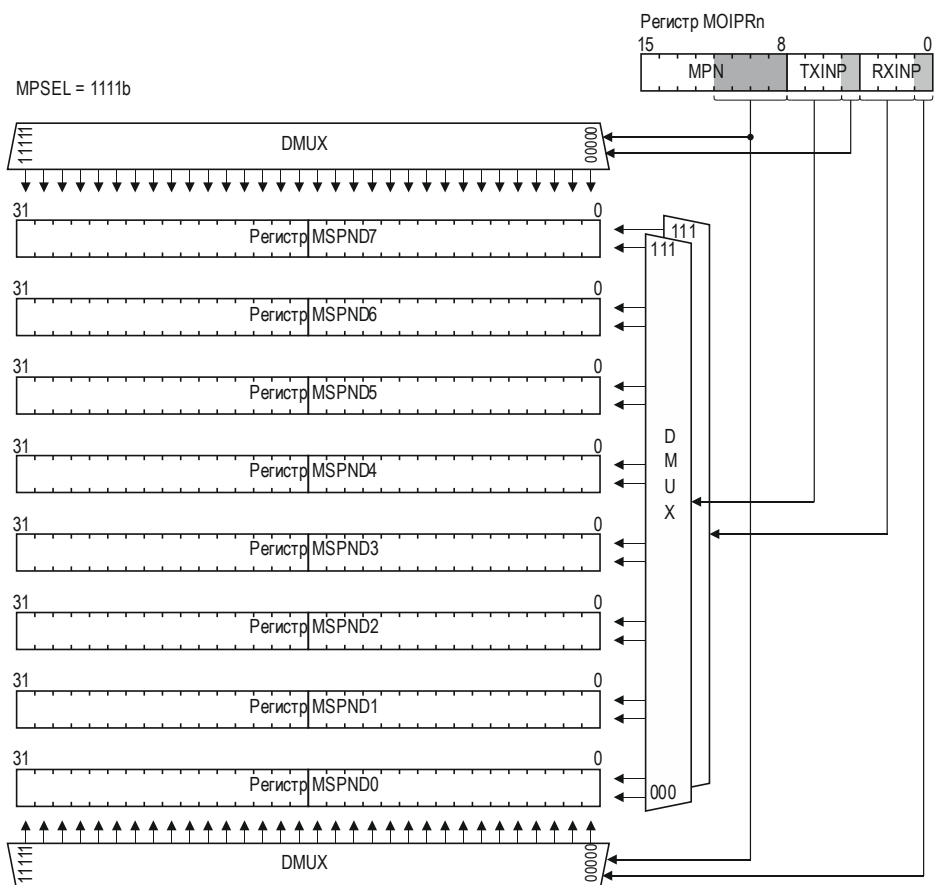 Регистр MOIPRn
15 8 0
MPN TXINP RXINP
MPSEL = 1111b
11111 DMUX 00000
31 0
Регистр MSPND7
111
111
31 0
Регистр MSPND6
31 0
Регистр MSPND5
31 0
Регистр MSPND4
D
M
U
X
31 0
Регистр MSPND3
31 0
Регистр MSPND2
31 0
Регистр MSPND1
31 0
Регистр MSPND0
000
11111 DMUX 00000